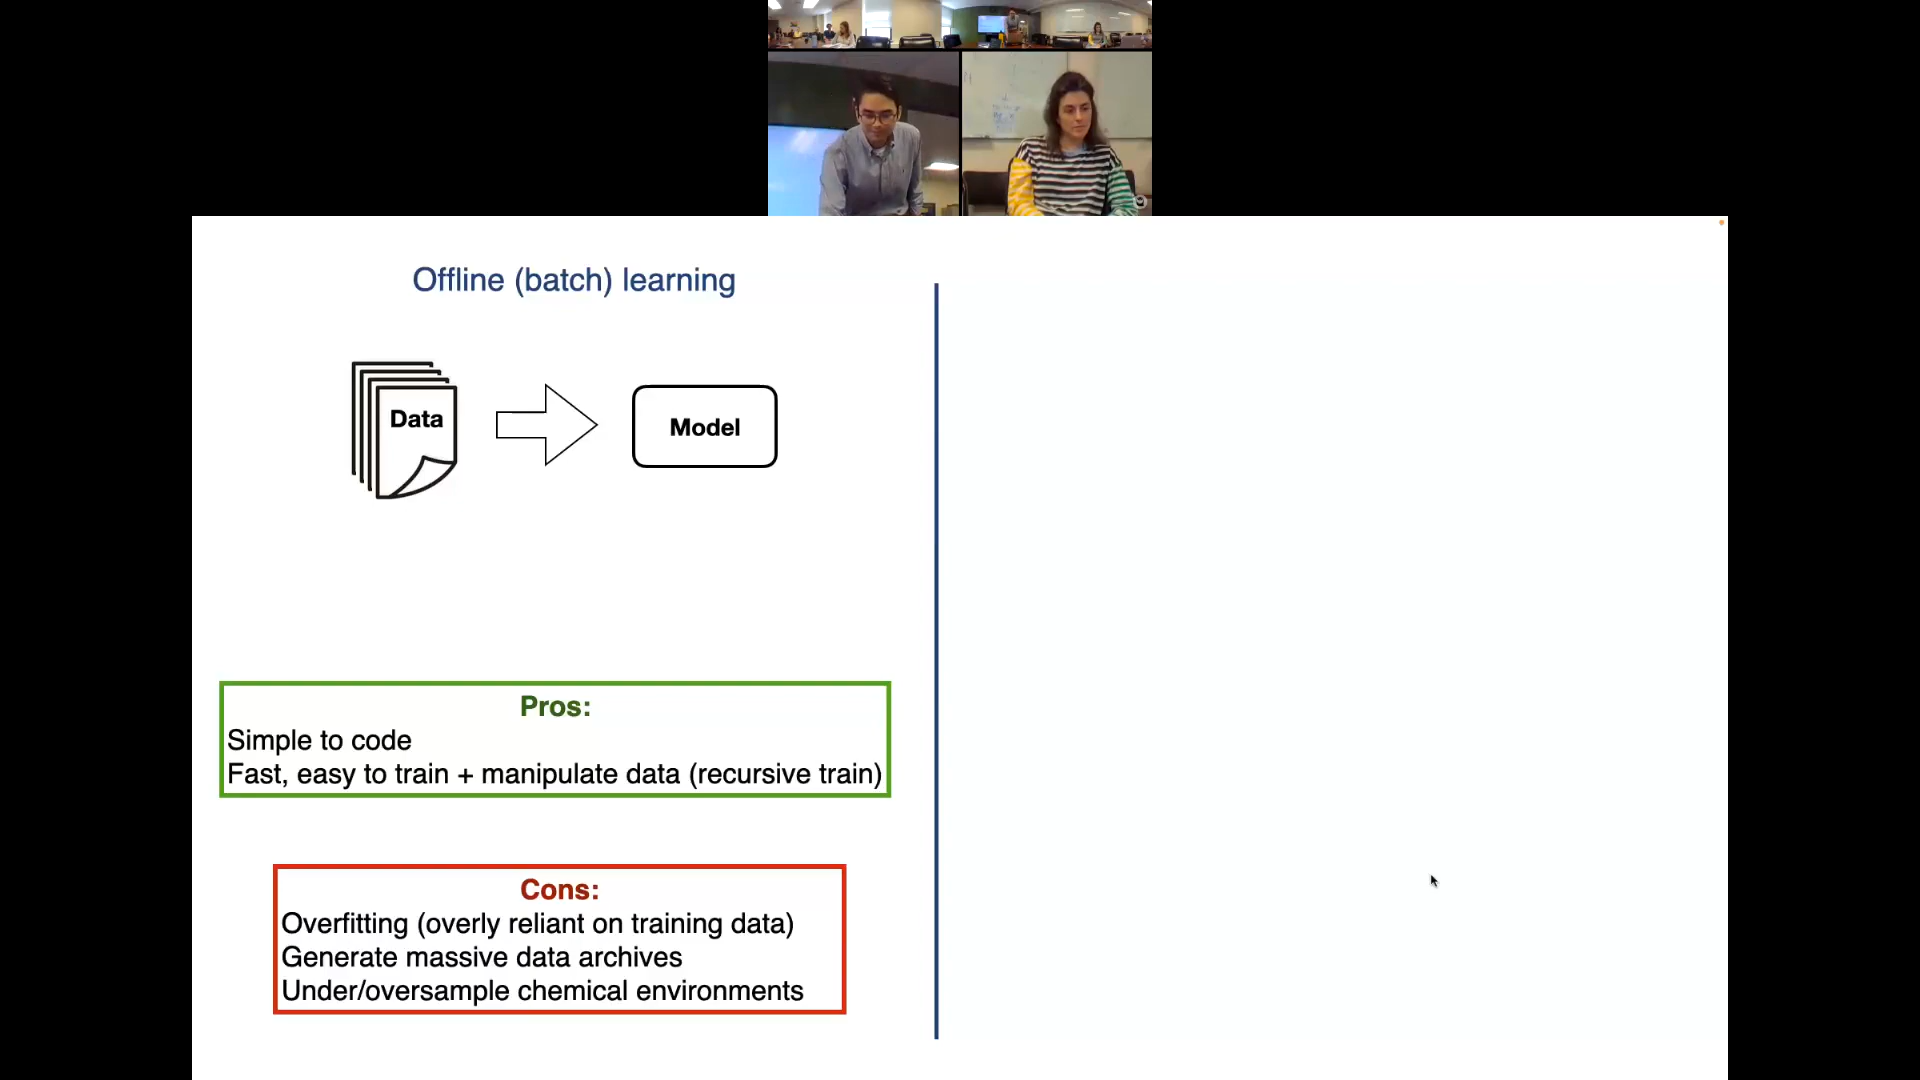 Offline (batch) learning
Data
Model
Pros:
Simple to code
Fast, easy to train + manipulate data (recursive train)
Cons:
Overfitting (overly reliant on training data)
Generate massive data archives
Under/oversample chemical environments